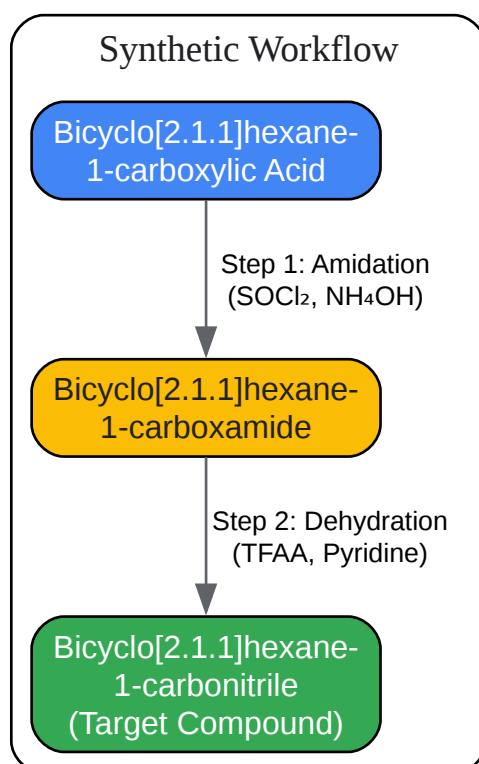 Synthetic Workflow
Bicyclo[2.1.1]hexane-
1-carboxylic Acid
Step 1: Amidation
(SOCl₂, NH₄OH)
Bicyclo[2.1.1]hexane-
1-carboxamide
Step 2: Dehydration
(TFAA, Pyridine)
Bicyclo[2.1.1]hexane-
1-carbonitrile
(Target Compound)